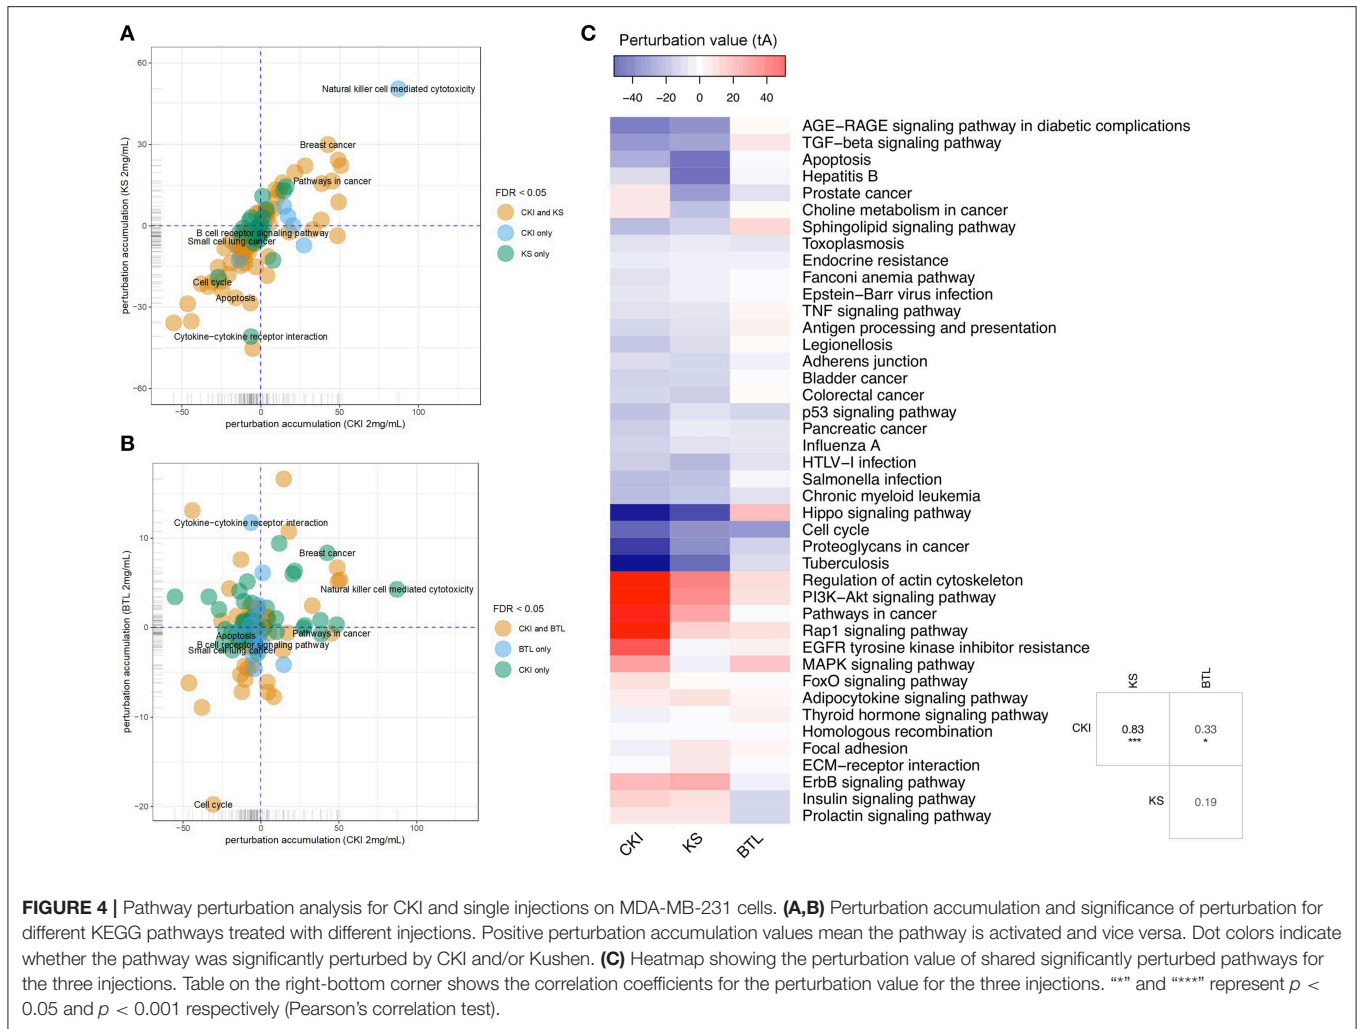 A
60
30
0
−30
−60
perturbation accumulation (KS 2mg/mL)
Natural killer cell mediated cytotoxicity
Breast cancer
Pathways in cancer
B cell receptor signaling pathway
Small cell lung cancer
Cell cycle
Apoptosis
Cytokine−cytokine receptor interaction
−50
0
50
100
perturbation accumulation (CKI 2mg/mL)
FDR < 0.05
CKI and KS
CKI only
KS only
B
10
0
−10
−20
perturbation accumulation (BTL 2mg/mL)
Cytokine−cytokine receptor interaction
Breast cancer
Natural killer cell mediated cytotoxicity
Apoptosis
Pathways in cancer
B cell receptor signaling pathway
Small cell lung cancer
Cell cycle
−50
0
50
100
perturbation accumulation (CKI 2mg/mL)
FDR < 0.05
CKI and BTL
BTL only
CKI only
C
Perturbation value (tA)
−40
−20
0
20
40
AGE−RAGE signaling pathway in diabetic complications
TGF−beta signaling pathway
Apoptosis
Hepatitis B
Prostate cancer
Choline metabolism in cancer
Sphingolipid signaling pathway
Toxoplasmosis
Endocrine resistance
Fanconi anemia pathway
Epstein−Barr virus infection
TNF signaling pathway
Antigen processing and presentation
Legionellosis
Adherens junction
Bladder cancer
Colorectal cancer
p53 signaling pathway
Pancreatic cancer
Influenza A
HTLV−I infection
Salmonella infection
Chronic myeloid leukemia
Hippo signaling pathway
Cell cycle
Proteoglycans in cancer
Tuberculosis
Regulation of actin cytoskeleton
PI3K−Akt signaling pathway
Pathways in cancer
Rap1 signaling pathway
EGFR tyrosine kinase inhibitor resistance
MAPK signaling pathway
FoxO signaling pathway
Adipocytokine signaling pathway
Thyroid hormone signaling pathway
Homologous recombination
Focal adhesion
ECM−receptor interaction
ErbB signaling pathway
Insulin signaling pathway
Prolactin signaling pathway
CKI
KS
BTL
KS
BTL
CKI
0.83
***
0.33
*
KS
0.19
FIGURE 4 | Pathway perturbation analysis for CKI and single injections on MDA-MB-231 cells. (A,B) Perturbation accumulation and significance of perturbation for
different KEGG pathways treated with different injections. Positive perturbation accumulation values mean the pathway is activated and vice versa. Dot colors indicate
whether the pathway was significantly perturbed by CKI and/or Kushen. (C) Heatmap showing the perturbation value of shared significantly perturbed pathways for
the three injections. Table on the right-bottom corner shows the correlation coefficients for the perturbation value for the three injections. “*” and “***” represent p <
0.05 and p < 0.001 respectively (Pearson’s correlation test).